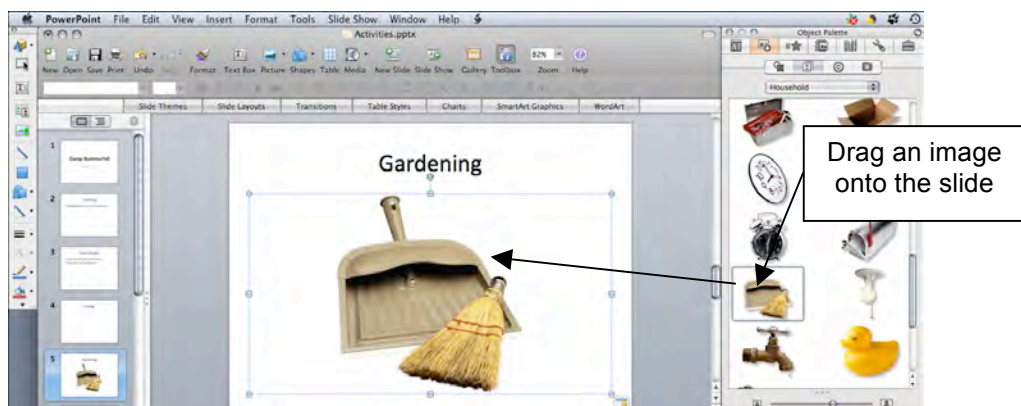 PowerPoint File Edit View Insert Format Tools Slide Show Window Help
Activities.pptx
New Open Save Print Undo Format Text Box Picture Shapes Table Media New Slide Slide Show Gallery Toolbox Zoom Help
82%
Slide Themes Slide Layouts Transitions Table Styles Charts SmartArt Graphics WordArt
1
2
3
4
5
Gardening
Object Palette
Household
Drag an image
onto the slide